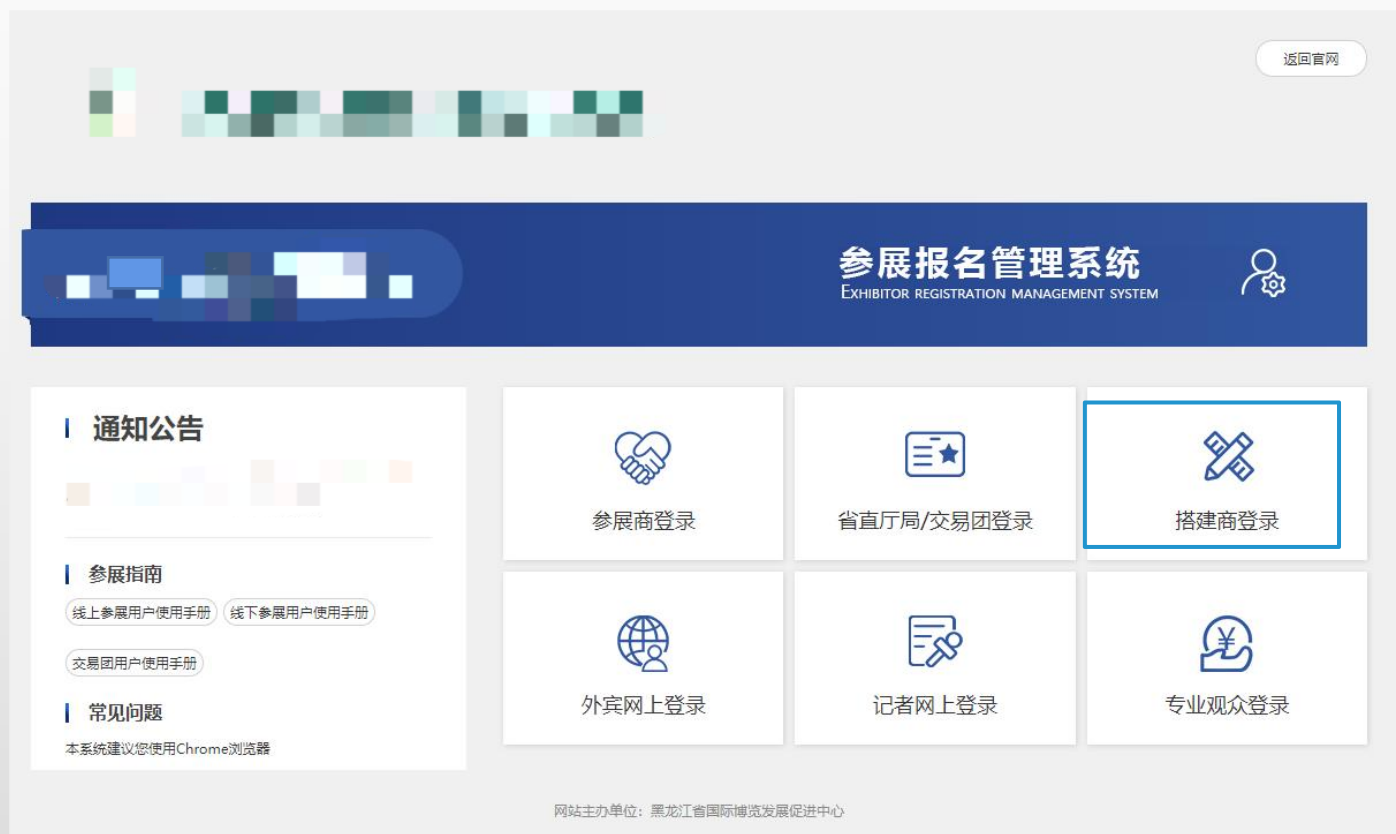 返回官网
参展报名管理系统
EXHIBITOR REGISTRATION MANAGEMENT SYSTEM
通知公告
参展指南
线上参展用户使用手册
线下参展用户使用手册
交易团用户使用手册
常见问题
本系统建议您使用Chrome浏览器
参展商登录
省直厅局/交易团登录
搭建商登录
外宾网上登录
记者网上登录
专业观众登录
网站主办单位：黑龙江省国际博览发展促进中心